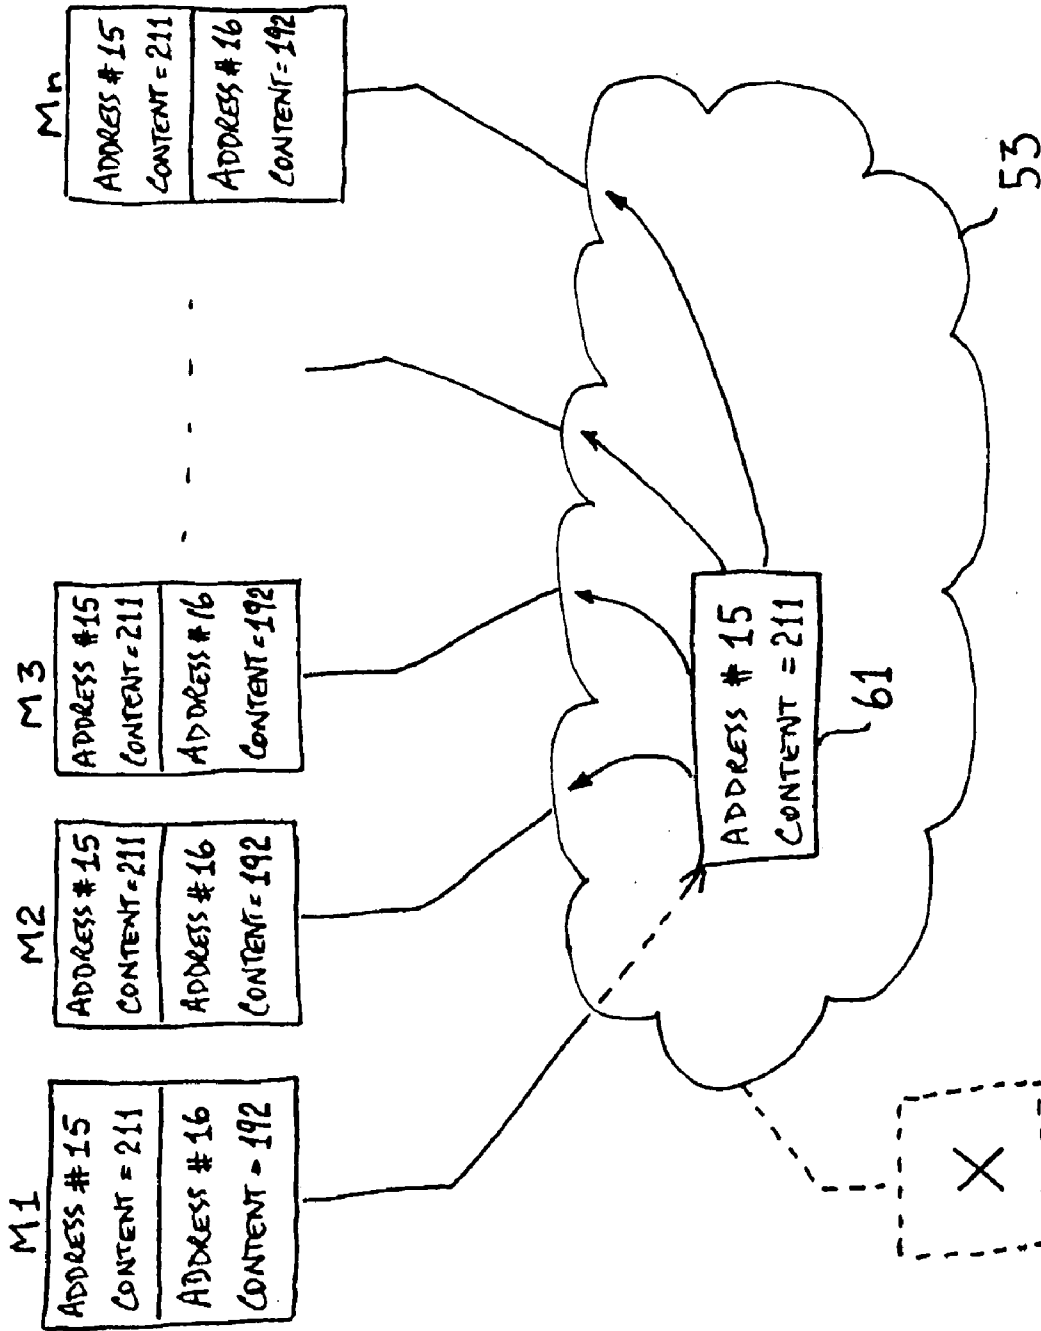 M1
ADDRESS #15
CONTENT = 211
ADDRESS #16
CONTENT = 192
M2
ADDRESS #15
CONTENT=211
ADDRESS #16
CONTENT=192
M3
ADDRESS #15
CONTENT=211
ADDRESS #16
CONTENT=192
Mn
ADDRESS #15
CONTENT=211
ADDRESS #16
CONTENT=192
ADDRESS # 15
CONTENT = 211
61
53
X